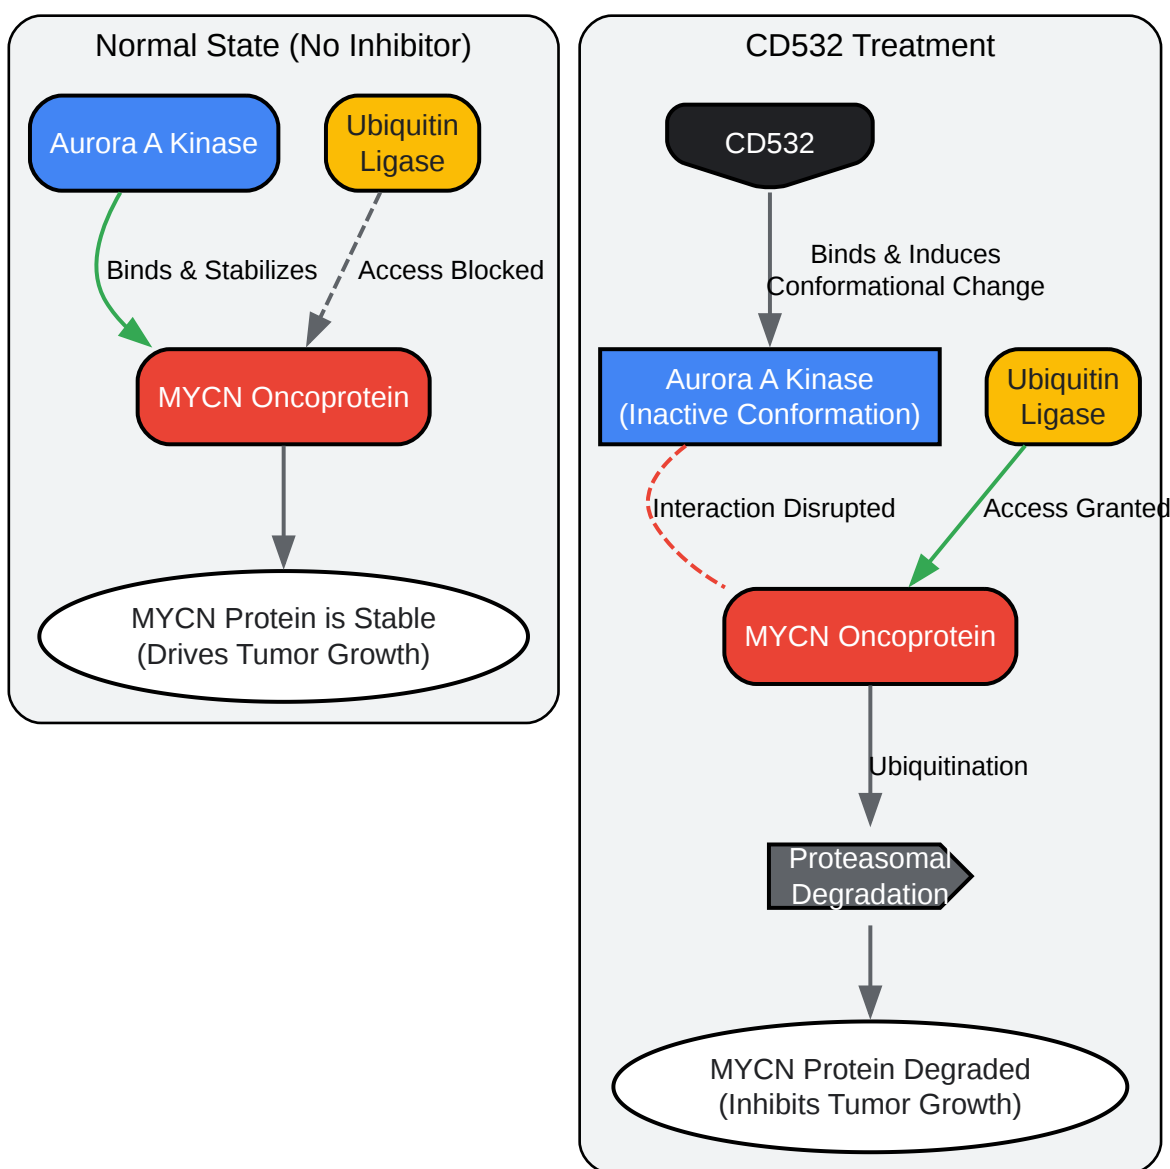 Normal State (No Inhibitor)
Aurora A Kinase
Ubiquitin
Ligase
Binds & Stabilizes
Access Blocked
MYCN Oncoprotein
MYCN Protein is Stable
(Drives Tumor Growth)
CD532 Treatment
CD532
Binds & Induces
Conformational Change
Aurora A Kinase
(Inactive Conformation)
Ubiquitin
Ligase
Interaction Disrupted
Access Granted
MYCN Oncoprotein
Ubiquitination
Proteasomal
Degradation
MYCN Protein Degraded
(Inhibits Tumor Growth)